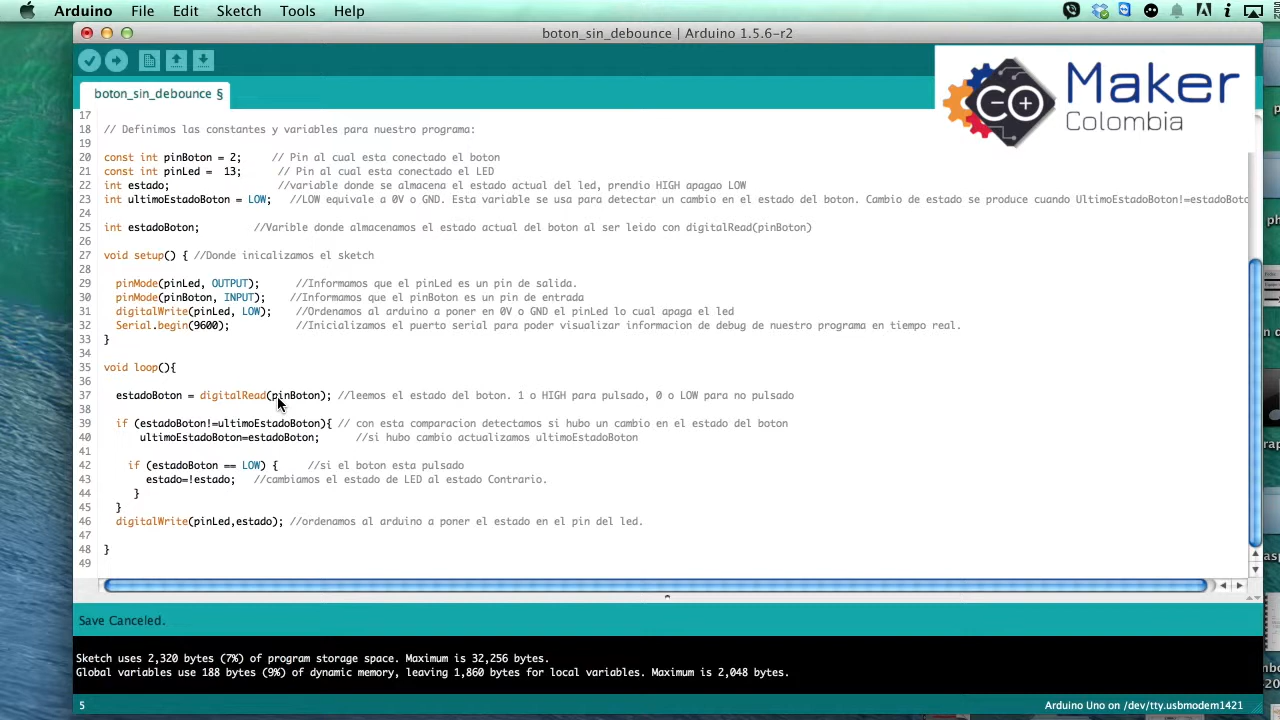 Arduino File Edit Sketch Tools Help
boton_sin_debounce | Arduino 1.5.6-r2
boton_sin_debounce §
CO
Maker
Colombia
17
18 // Definimos las constantes y variables para nuestro programa:
19
20 const int pinBoton = 2; // Pin al cual esta conectado el boton
21 const int pinLed = 13; // Pin al cual esta conectado el LED
22 int estado; //variable donde se almacena el estado actual del led, prendio HIGH apagao LOW
23 int ultimoEstadoBoton = LOW; //LOW equivale a 0V o GND. Esta variable se usa para detectar un cambio en el estado del boton. Cambio de estado se produce cuando UltimoEstadoBoton!=estadoBoto
24
25 int estadoBoton; //Varible donde almacenamos el estado actual del boton al ser leido con digitalRead(pinBoton)
26
27 void setup() { //Donde inicalizamos el sketch
28
29 pinMode(pinLed, OUTPUT); //Informamos que el pinLed es un pin de salida.
30 pinMode(pinBoton, INPUT); //Informamos que el pinBoton es un pin de entrada
31 digitalWrite(pinLed, LOW); //Ordenamos al arduino a poner en 0V o GND el pinLed lo cual apaga el led
32 Serial.begin(9600); //Inicializamos el puerto serial para poder visualizar informacion de debug de nuestro programa en tiempo real.
33 }
34
35 void loop(){
36
37 estadoBoton = digitalRead(pinBoton); //leemos el estado del boton. 1 o HIGH para pulsado, 0 o LOW para no pulsado
38
39 if (estadoBoton!=ultimoEstadoBoton){ // con esta comparacion detectamos si hubo un cambio en el estado del boton
40 ultimoEstadoBoton=estadoBoton; //si hubo cambio actualizamos ultimoEstadoBoton
41
42 if (estadoBoton == LOW) { //si el boton esta pulsado
43 estado=!estado; //cambiamos el estado de LED al estado Contrario.
44 }
45 }
46 digitalWrite(pinLed,estado); //ordenamos al arduino a poner el estado en el pin del led.
47
48 }
49
Save Canceled.
Sketch uses 2,320 bytes (7%) of program storage space. Maximum is 32,256 bytes.
Global variables use 188 bytes (9%) of dynamic memory, leaving 1,860 bytes for local variables. Maximum is 2,048 bytes.
5
Arduino Uno on /dev/tty.usbmodem1421